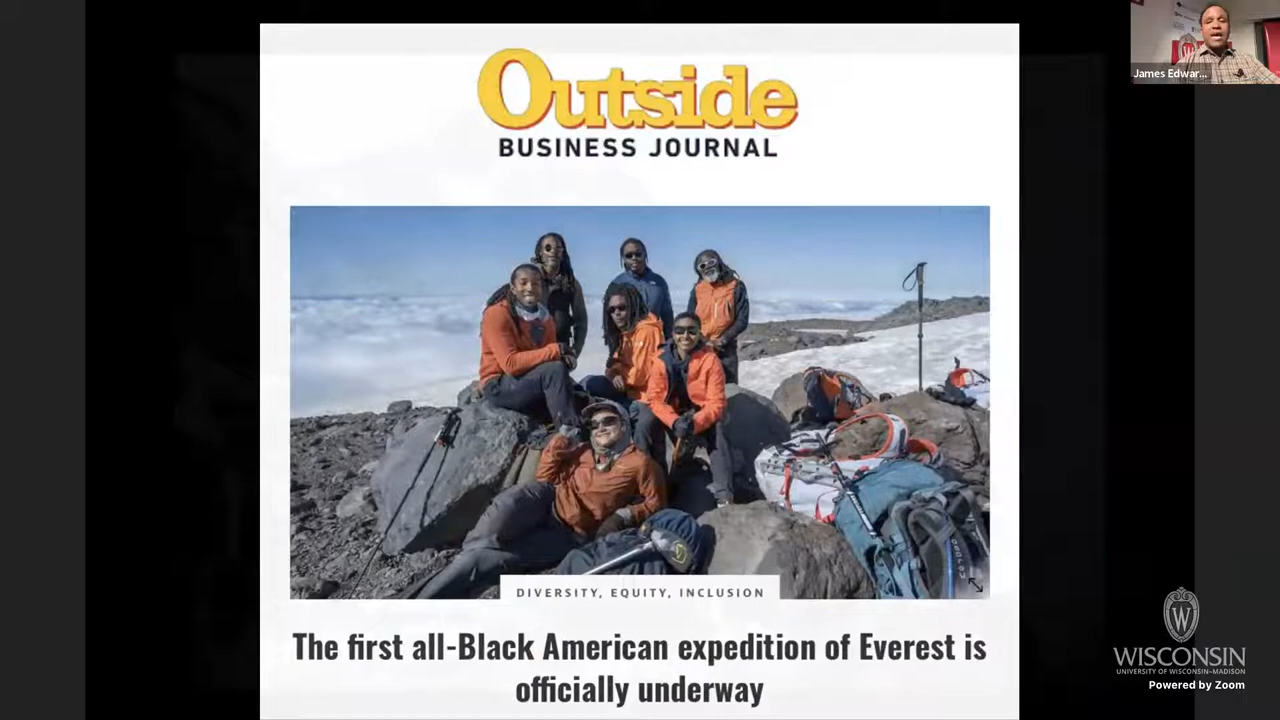 Outside
BUSINESS JOURNAL
James Edwar...
DIVERSITY, EQUITY, INCLUSION
The first all-Black American expedition of Everest is
officially underway
WISCONSIN
UNIVERSITY OF WISCONSIN–MADISON
Powered by Zoom
W